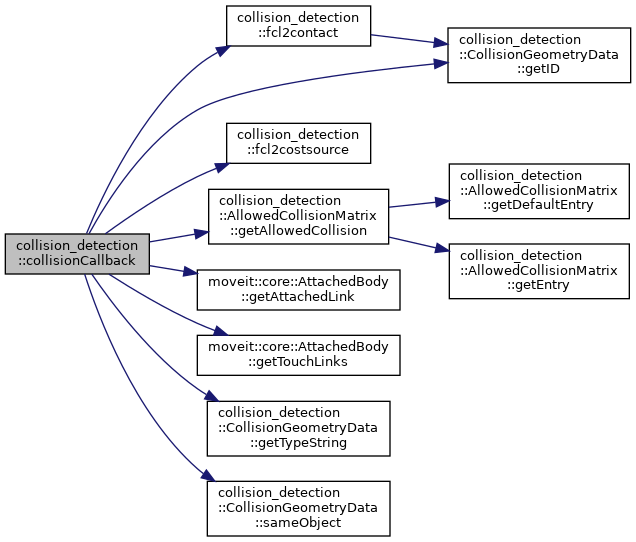 collision_detection
::collisionCallback
collision_detection
::fcl2contact
collision_detection
::CollisionGeometryData
::getID
collision_detection
::fcl2costsource
collision_detection
::AllowedCollisionMatrix
::getAllowedCollision
collision_detection
::AllowedCollisionMatrix
::getDefaultEntry
collision_detection
::AllowedCollisionMatrix
::getEntry
moveit::core::AttachedBody
::getAttachedLink
moveit::core::AttachedBody
::getTouchLinks
collision_detection
::CollisionGeometryData
::getTypeString
collision_detection
::CollisionGeometryData
::sameObject